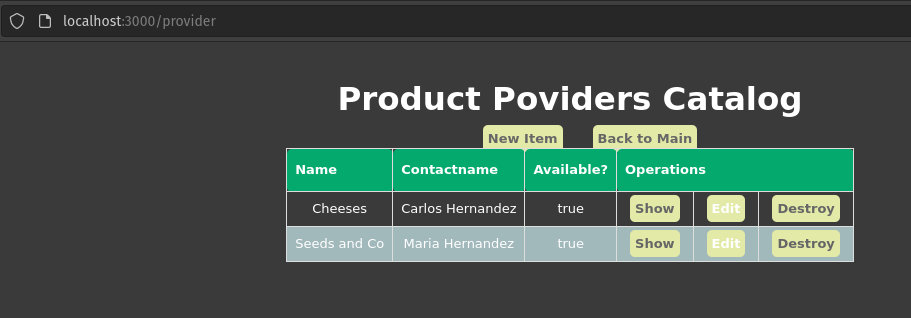 localhost:3000/provider
Product Poviders Catalog
New Item Back to Main
Name Contactname Available? Operations
Cheeses Carlos Hernandez true Show Edit Destroy
Seeds and Co Maria Hernandez true Show Edit Destroy